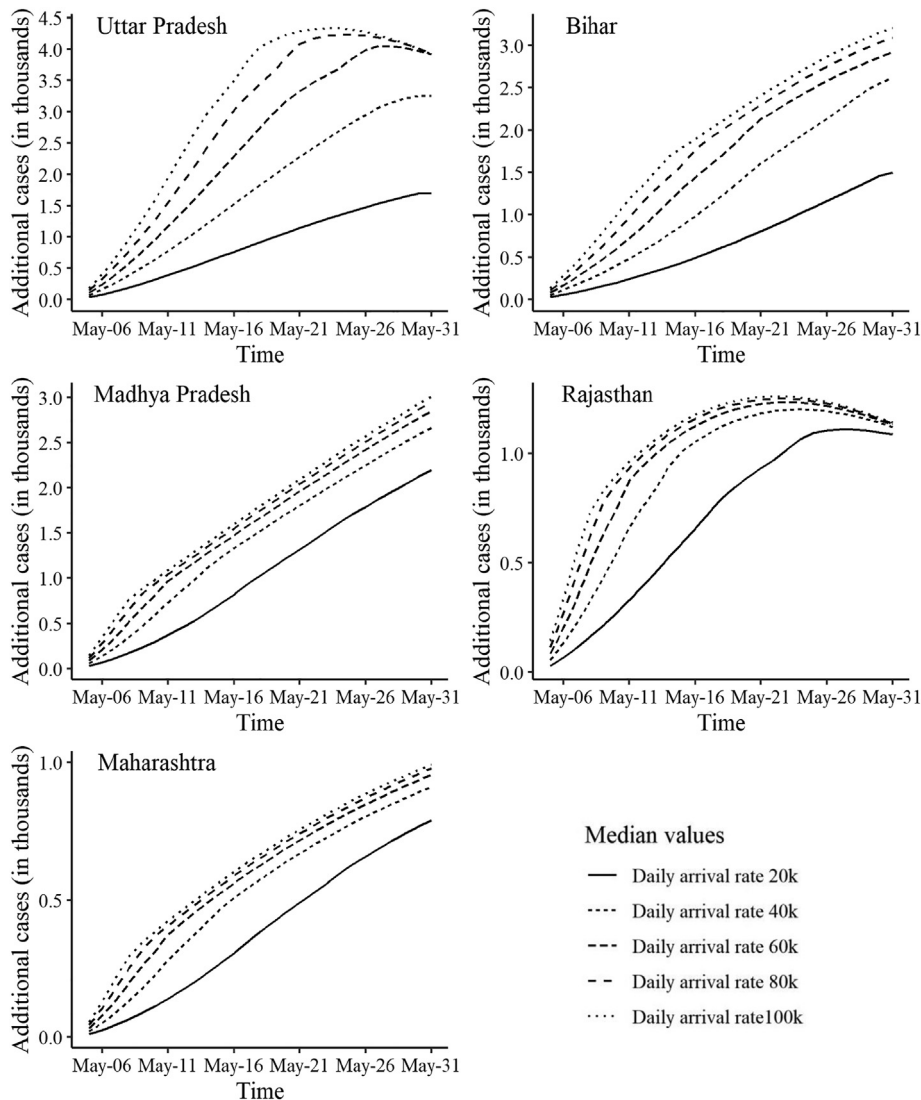 Uttar Pradesh
Additional cases (in thousands)
4.5
4.0
3.5
3.0
2.5
2.0
1.5
1.0
0.5
0.0
May-06 May-11 May-16 May-21 May-26 May-31
Time
Bihar
Additional cases (in thousands)
3.0
2.5
2.0
1.5
1.0
0.5
0.0
May-06 May-11 May-16 May-21 May-26 May-31
Time
Madhya Pradesh
Additional cases (in thousands)
3.0
2.5
2.0
1.5
1.0
0.5
0.0
May-06 May-11 May-16 May-21 May-26 May-31
Time
Rajasthan
Additional cases (in thousands)
1.0
0.5
0.0
May-06 May-11 May-16 May-21 May-26 May-31
Time
Maharashtra
Additional cases (in thousands)
1.0
0.5
0.0
May-06 May-11 May-16 May-21 May-26 May-31
Time
Median values
Daily arrival rate 20k
Daily arrival rate 40k
Daily arrival rate 60k
Daily arrival rate 80k
Daily arrival rate100k